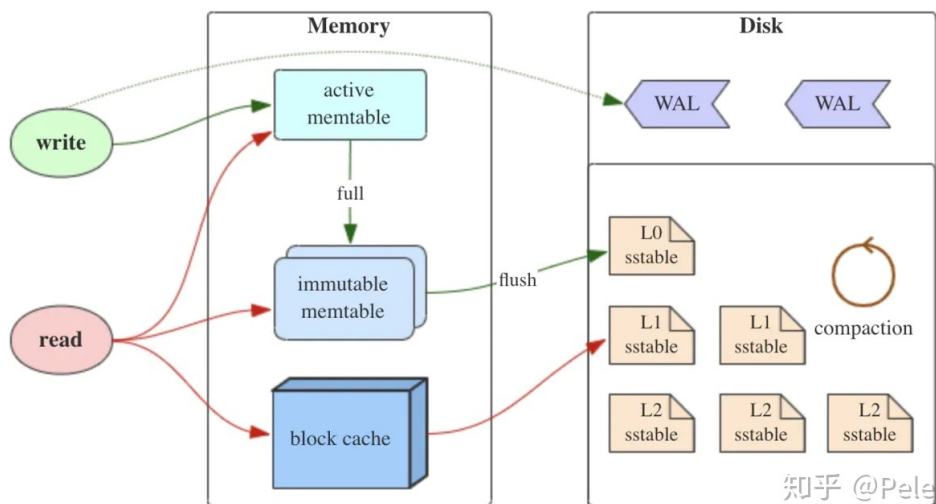 Memory
Disk
write
active
memtable
WAL
WAL
full
read
immutable
memtable
flush
L0
sstable
L1
sstable
L1
sstable
compaction
block cache
L2
sstable
L2
sstable
L2
sstable
知乎 @Pele